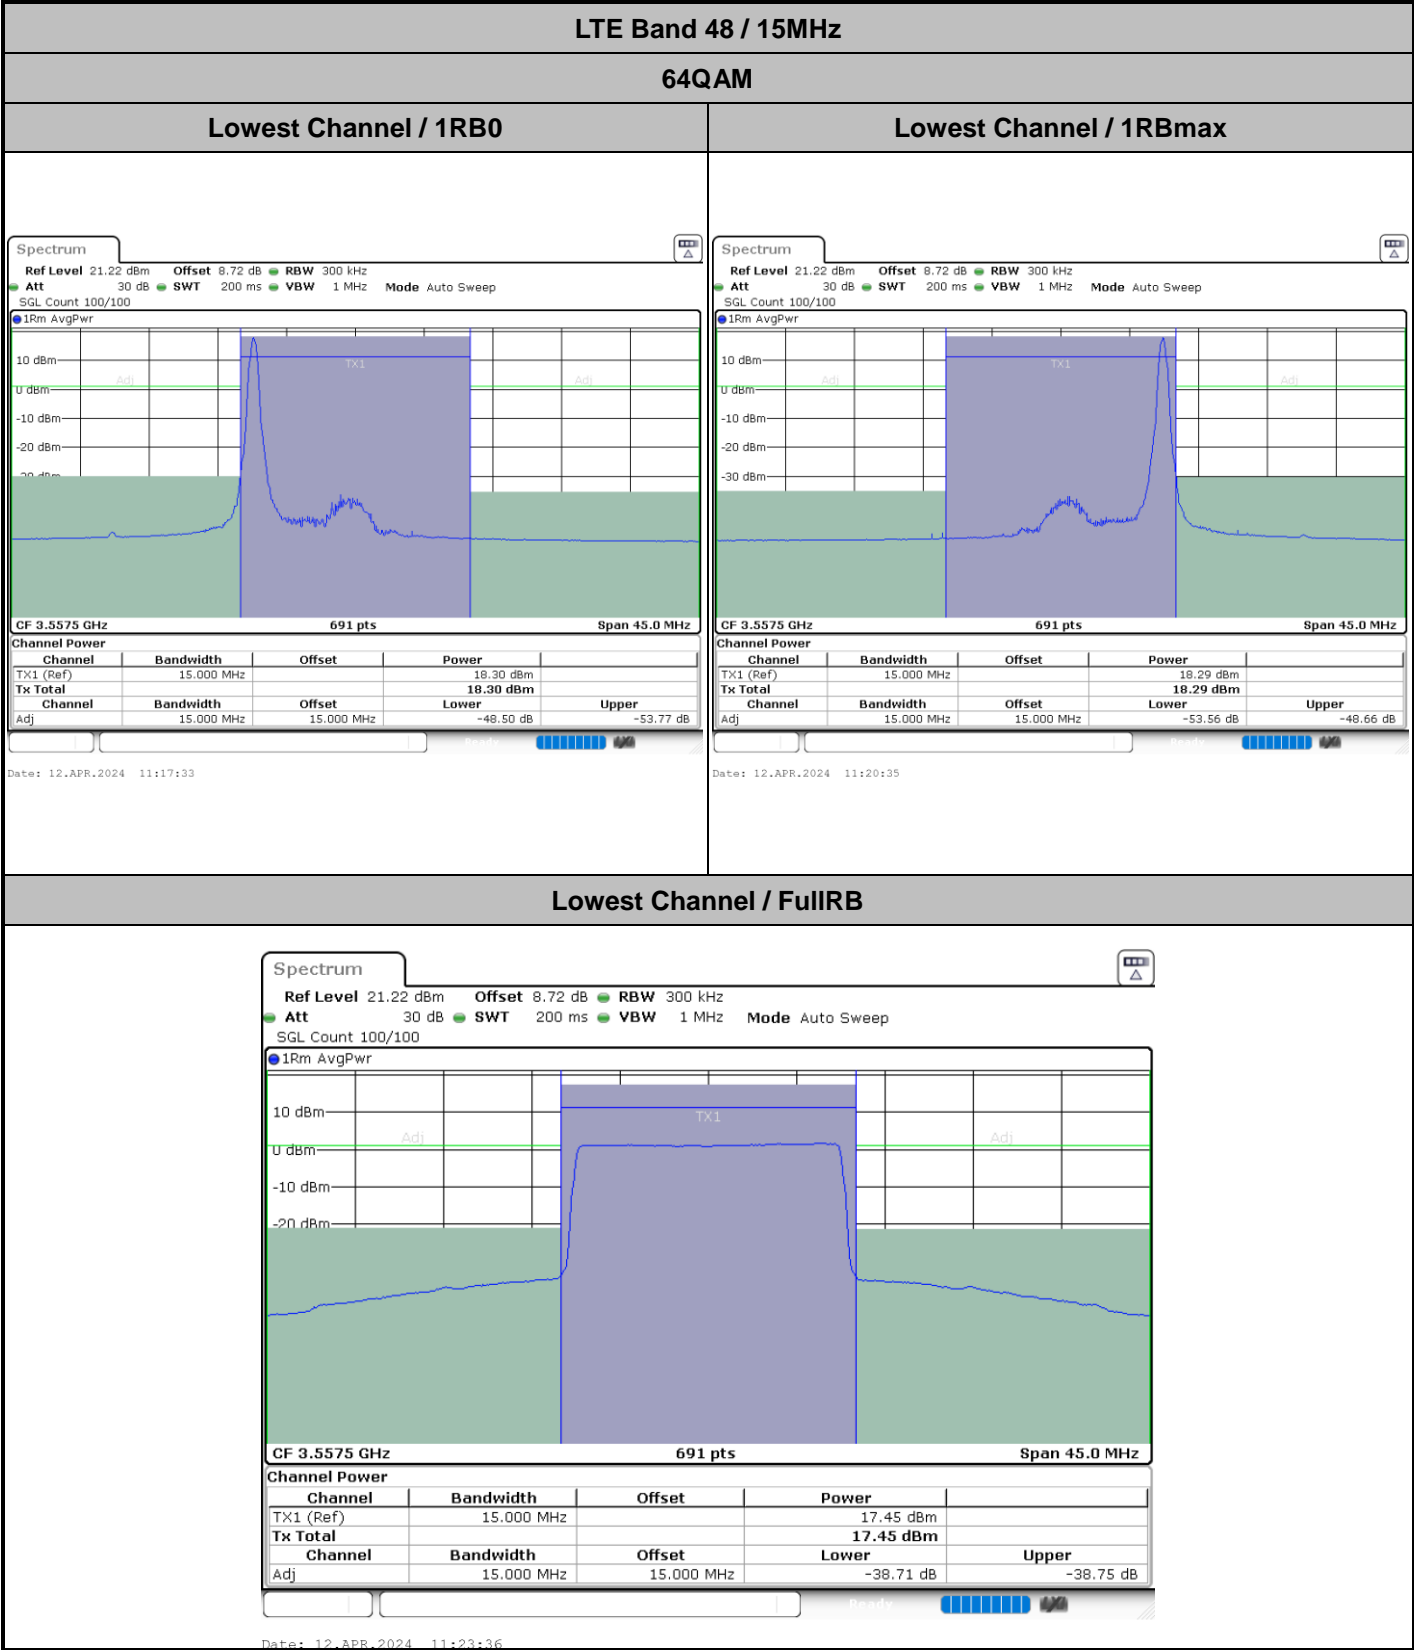 LTE Band 48 / 15MHz
64QAM
Lowest Channel / 1RB0
Lowest Channel / 1RBmax
Spectrum
Ref Level 21.22 dBm Offset 8.72 dB RBW 300 kHz
Att 30 dB SWT 200 ms VBW 1 MHz Mode Auto Sweep
SGL Count 100/100
1Rm AvgPwr
TX1
10 dBm
Adj
Adj
0 dBm
-10 dBm
-20 dBm
-30 dBm
CF 3.5575 GHz 691 pts Span 45.0 MHz
Channel Power
Channel Bandwidth Offset Power
TX1 (Ref) 15.000 MHz 18.30 dBm
Tx Total 18.30 dBm
Channel Bandwidth Offset Lower Upper
Adj 15.000 MHz 15.000 MHz -48.50 dB -53.77 dB
Ready
Date: 12.APR.2024 11:17:33
Spectrum
Ref Level 21.22 dBm Offset 8.72 dB RBW 300 kHz
Att 30 dB SWT 200 ms VBW 1 MHz Mode Auto Sweep
SGL Count 100/100
1Rm AvgPwr
TX1
10 dBm
Adj
Adj
0 dBm
-10 dBm
-20 dBm
-30 dBm
CF 3.5575 GHz 691 pts Span 45.0 MHz
Channel Power
Channel Bandwidth Offset Power
TX1 (Ref) 15.000 MHz 18.29 dBm
Tx Total 18.29 dBm
Channel Bandwidth Offset Lower Upper
Adj 15.000 MHz 15.000 MHz -53.56 dB -48.66 dB
Ready
Date: 12.APR.2024 11:20:35
Lowest Channel / FullRB
Spectrum
Ref Level 21.22 dBm Offset 8.72 dB RBW 300 kHz
Att 30 dB SWT 200 ms VBW 1 MHz Mode Auto Sweep
SGL Count 100/100
1Rm AvgPwr
10 dBm
TX1
Adj
Adj
0 dBm
-10 dBm
-20 dBm
CF 3.5575 GHz 691 pts Span 45.0 MHz
Channel Power
Channel Bandwidth Offset Power
TX1 (Ref) 15.000 MHz 17.45 dBm
Tx Total 17.45 dBm
Channel Bandwidth Offset Lower Upper
Adj 15.000 MHz 15.000 MHz -38.71 dB -38.75 dB
Ready
Date: 12.APR.2024 11:23:36